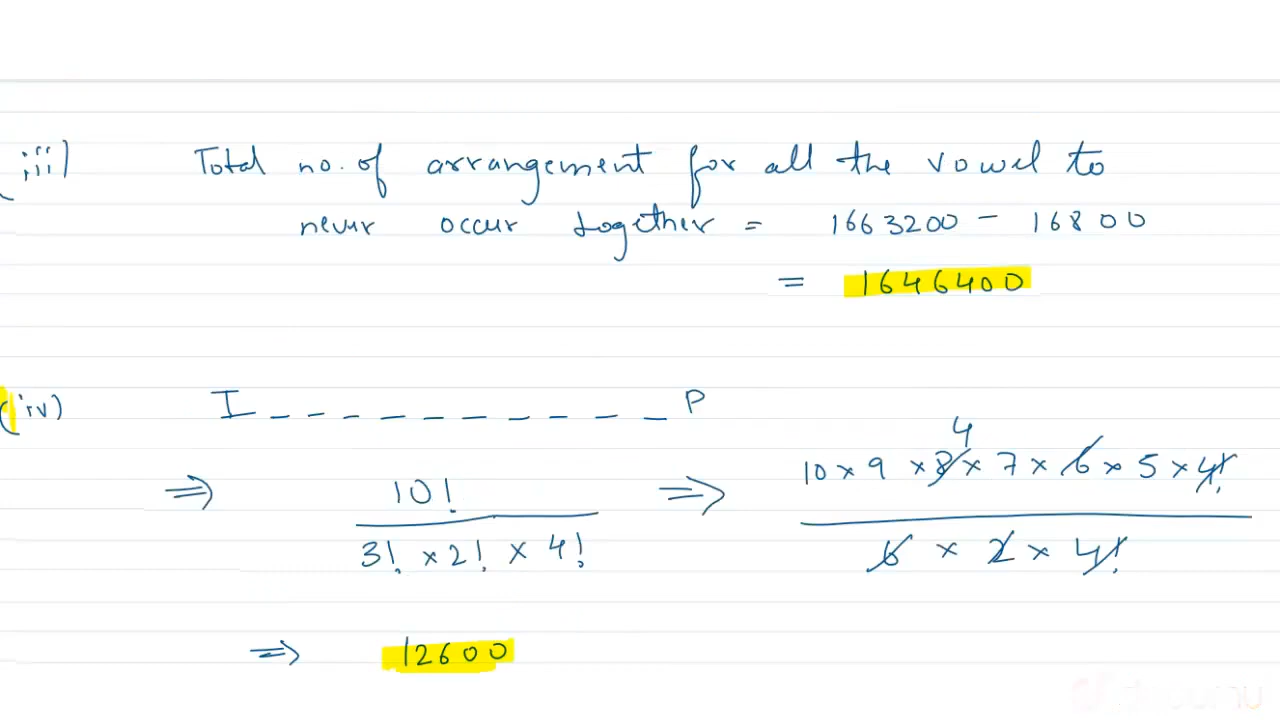 (iii) Total no. of arrangement for all the vowel to
never occur together = 1663200 - 16800
= 1646400
(iv) I _ _ _ _ _ _ _ _ _ _ P
4
⇒ 10! ⇒ 10 × 9 × 8 × 7 × 6 × 5 × 4!
3! × 2! × 4! 6 × 2 × 4!
⇒ 12600